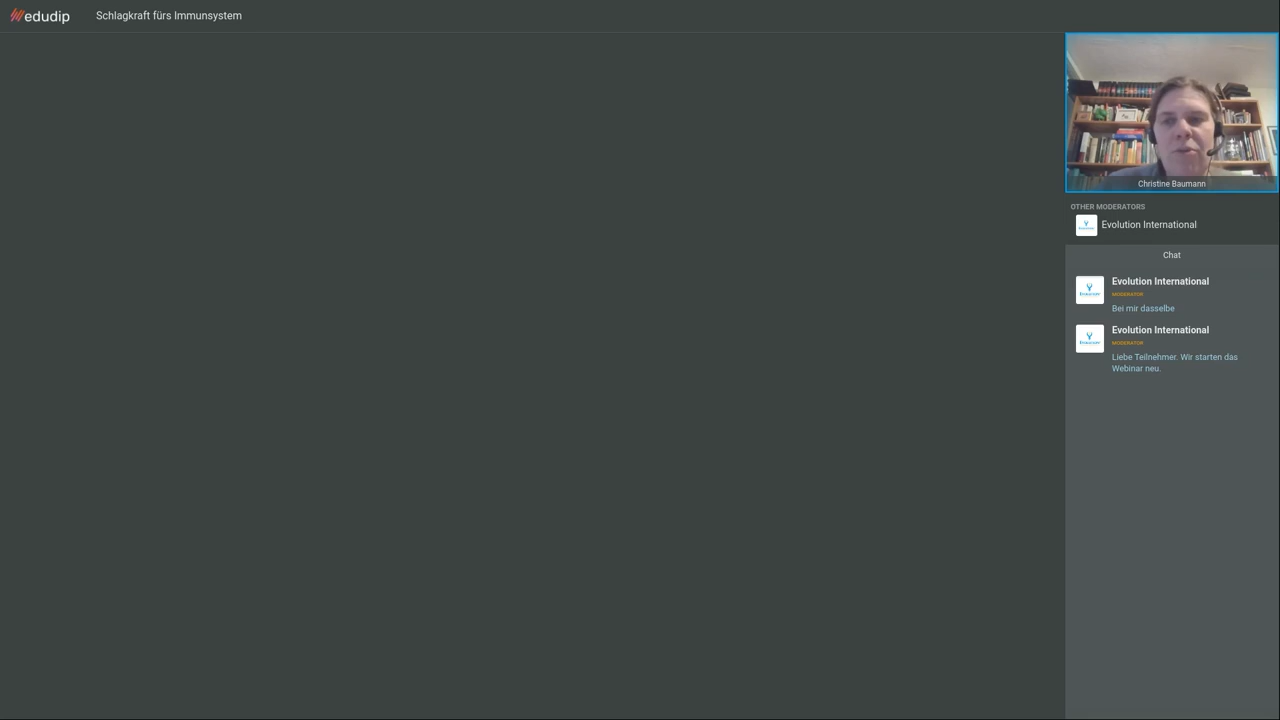 edudip
Schlagkraft fürs Immunsystem
Christine Baumann
OTHER MODERATORS
Evolution International
Chat
Evolution International
MODERATOR
Bei mir dasselbe
Evolution International
MODERATOR
Liebe Teilnehmer. Wir starten das
Webinar neu.